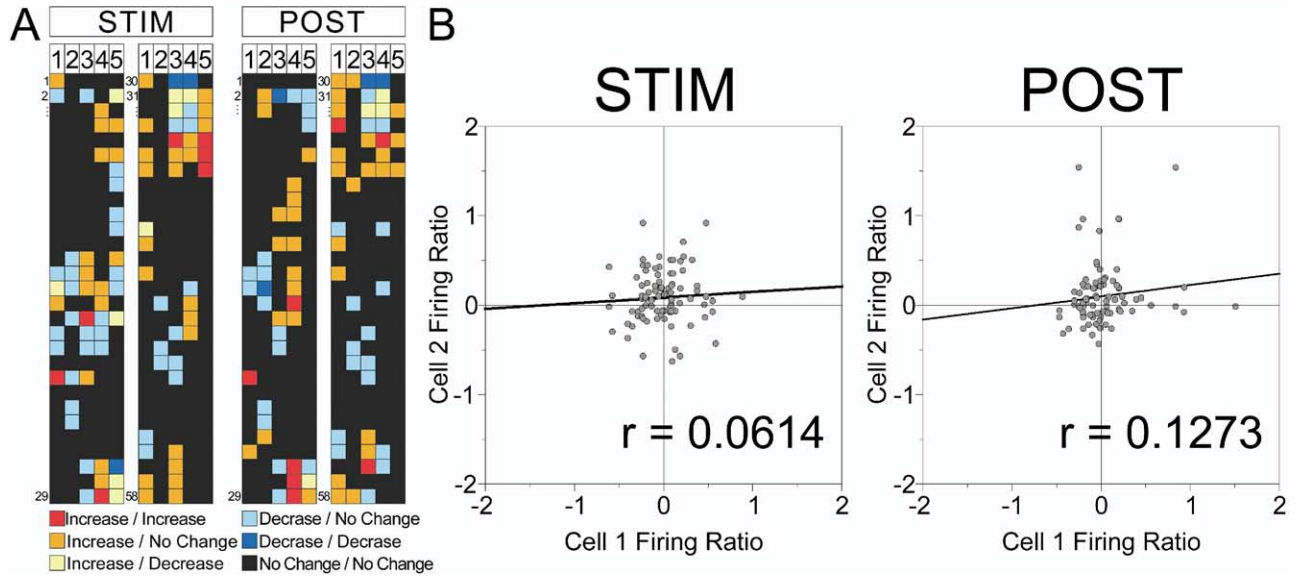 A
STIM
POST
B
1 2 3 4 5
1 2 3 4 5
1 2 3 4 5
1 2 3 4 5
1
2
⋮
29
30
31
⋮
58
1
2
⋮
29
30
31
⋮
58
Increase / Increase
Increase / No Change
Increase / Decrease
Decrase / No Change
Decrase / Decrase
No Change / No Change
STIM
2
1
0
-1
-2
Cell 2 Firing Ratio
r = 0.0614
-2 -1 0 1 2
Cell 1 Firing Ratio
POST
2
1
0
-1
-2
Cell 2 Firing Ratio
r = 0.1273
-2 -1 0 1 2
Cell 1 Firing Ratio